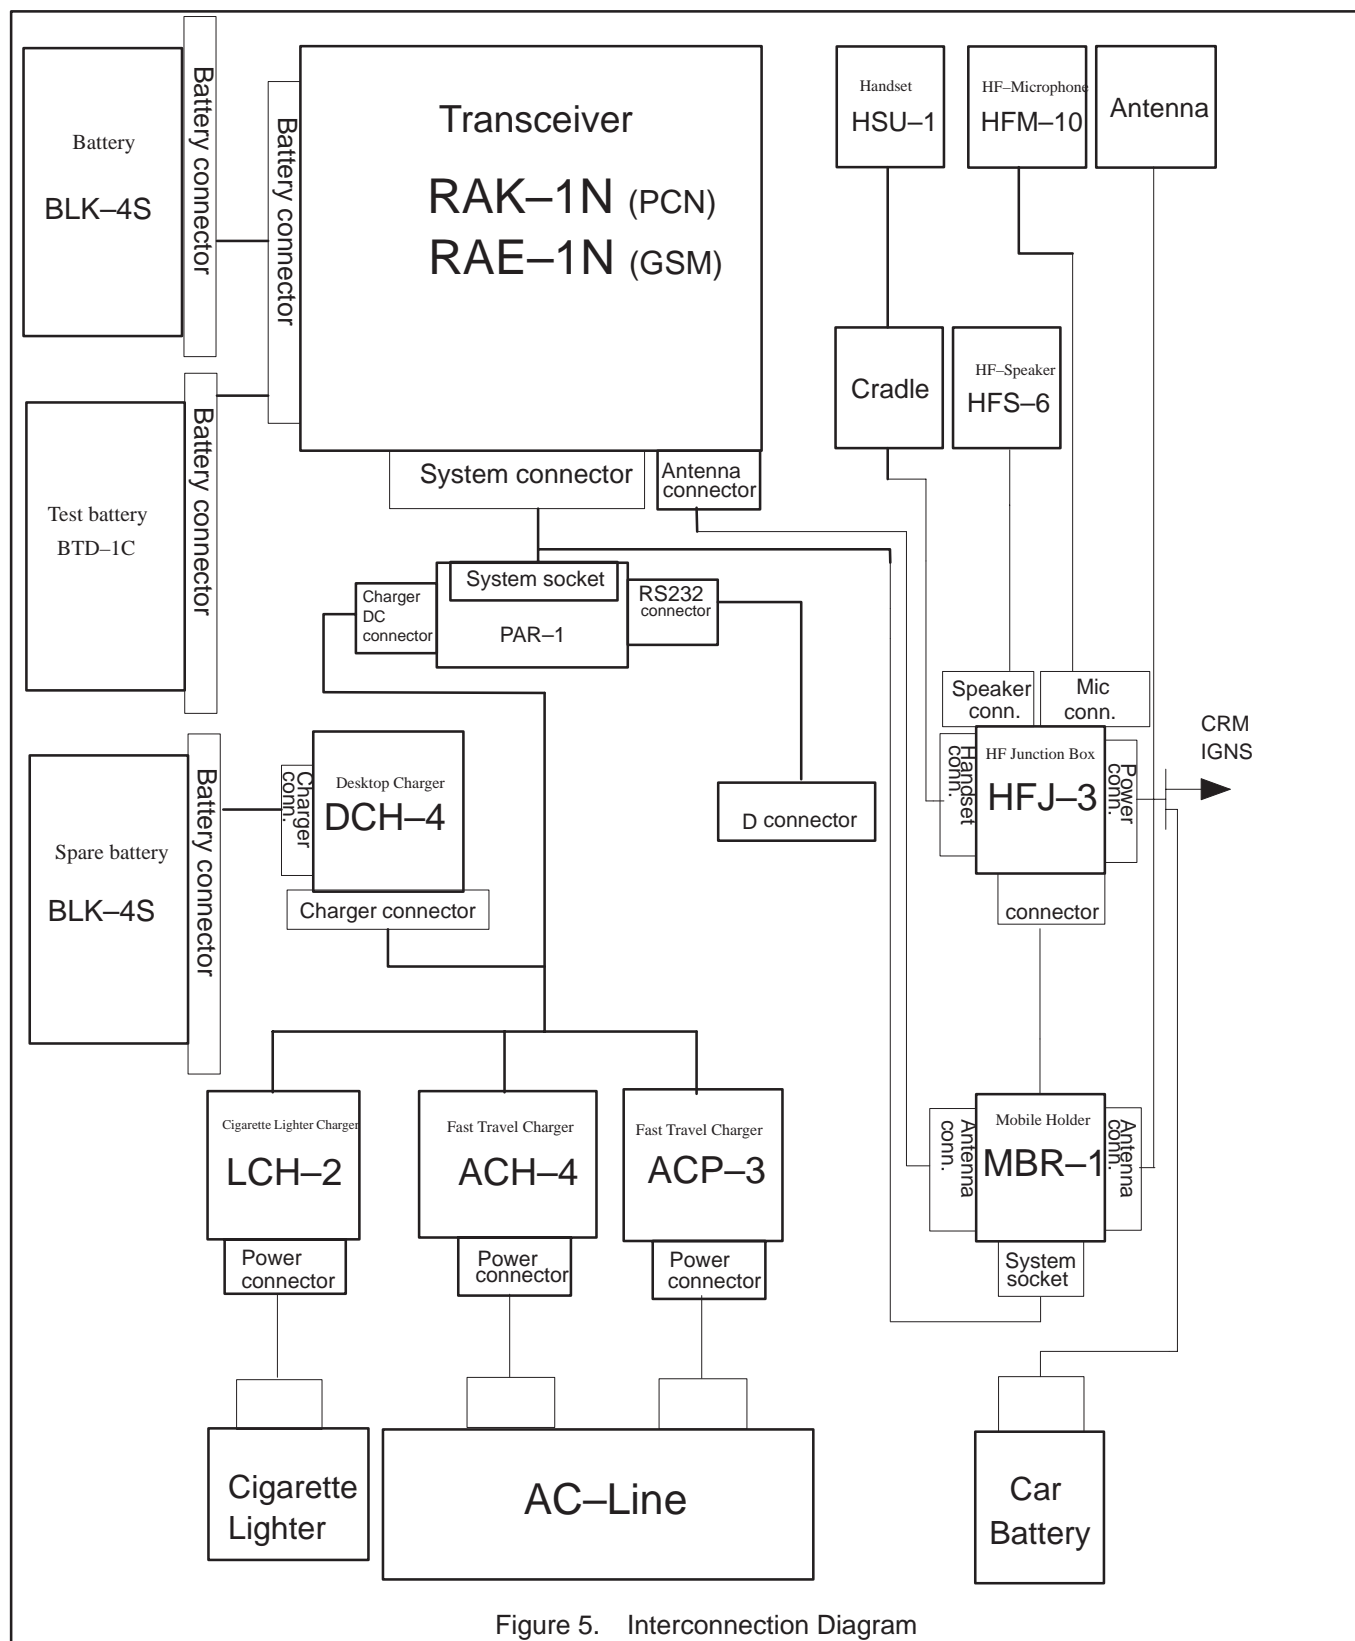 Battery
BLK–4S
Battery connector
Battery connector
Transceiver
RAK–1N (PCN)
RAE–1N (GSM)
System connector
Antenna
connector
Handset
HSU–1
HF–Microphone
HFM–10
Antenna
Cradle
HF–Speaker
HFS–6
Test battery
BTD–1C
Battery connector
Charger
DC
connector
System socket
PAR–1
RS232
connector
D connector
Speaker
conn.
Mic
conn.
Handset
conn.
HF Junction Box
HFJ–3
Power
conn.
CRM
IGNS
connector
Spare battery
BLK–4S
Battery connector
Charger
conn.
Desktop Charger
DCH–4
Charger connector
Cigarette Lighter Charger
LCH–2
Power
connector
Fast Travel Charger
ACH–4
Power
connector
Fast Travel Charger
ACP–3
Power
connector
Antenna
conn.
Mobile Holder
MBR–1
Antenna
conn.
System
socket
Cigarette
Lighter
AC–Line
Car
Battery
Figure 5. Interconnection Diagram